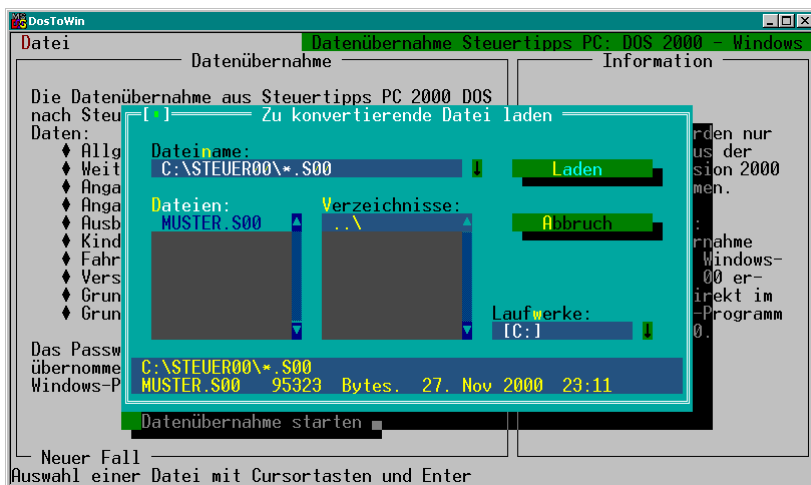 DosToWin
Datei
Datenübernahme Steuertipps PC: DOS 2000 - Windows
Datenübernahme
Information
Die Datenübernahme aus Steuertipps PC 2000 DOS
nach Steu
Daten:
♦ Allg
♦ Weit
♦ Anga
♦ Anga
♦ Ausb
♦ Kind
♦ Fahr
♦ Vers
♦ Grun
♦ Grun
Das Passw
übernomme
Windows-P
Zu konvertierende Datei laden
Dateiname:
C:\STEUER00\*.S00
Laden
Dateien:
MUSTER.S00
Verzeichnisse:
..\
Abbruch
Laufwerke:
[C:]
C:\STEUER00\*.S00
MUSTER.S00 95323 Bytes. 27. Nov 2000 23:11
rden nur
us der
sion 2000
men.
:
rnahme
Windows-
00 er-
irekt im
-Programm
0.
Datenübernahme starten
Neuer Fall
Auswahl einer Datei mit Cursortasten und Enter